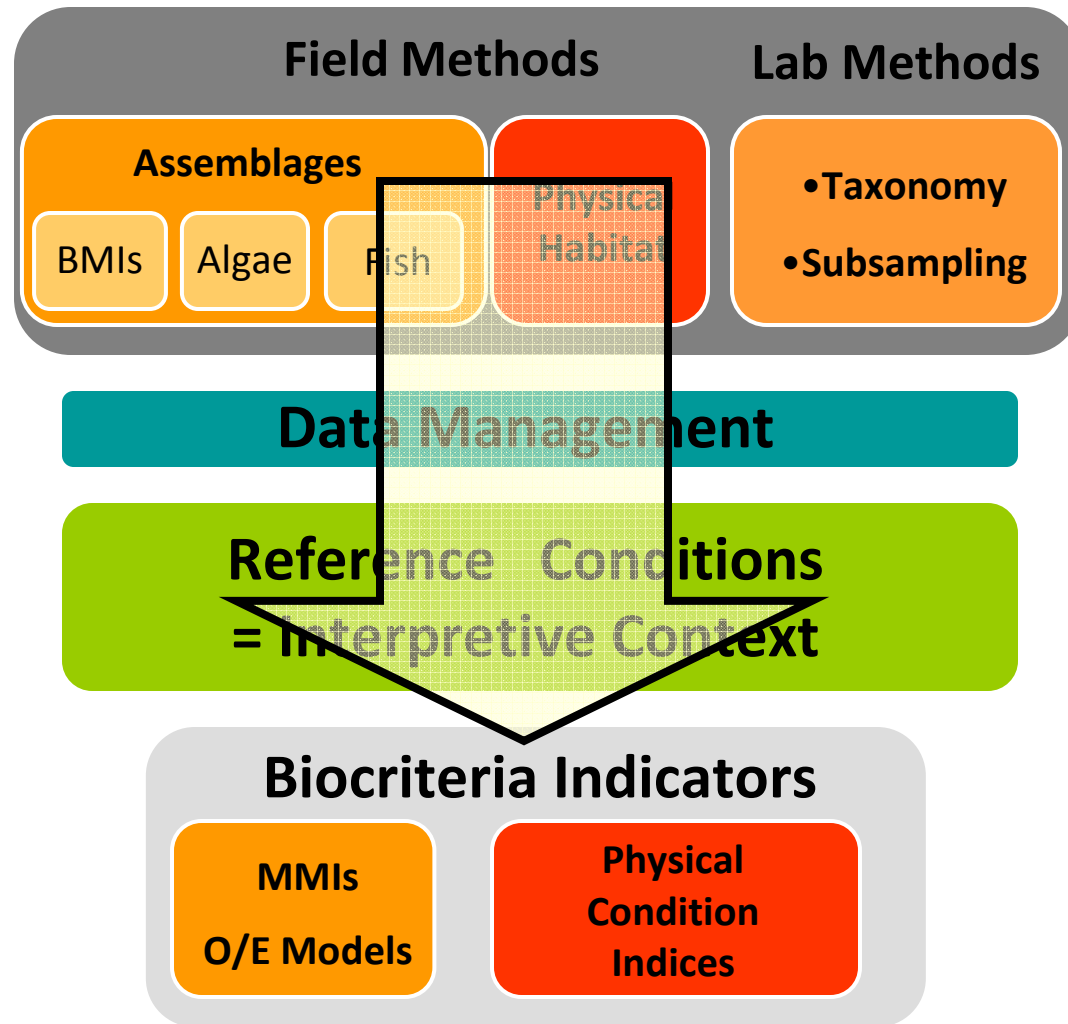 Field Methods
Lab Methods
Assemblages
BMIs
Algae
Fish
Physical
Habitat
•Taxonomy
•Subsampling
Data Management
Reference Conditions
= Interpretive Context
Biocriteria Indicators
MMIs
O/E Models
Physical
Condition
Indices